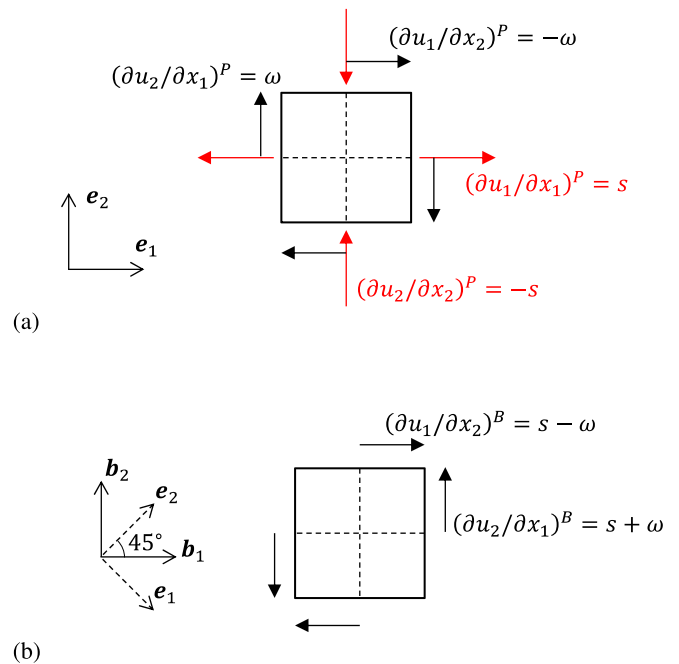 (∂u₁/∂x₂)ᴾ = −ω
(∂u₂/∂x₁)ᴾ = ω
(∂u₁/∂x₁)ᴾ = s
e₂
e₁
(∂u₂/∂x₂)ᴾ = −s
(a)
(∂u₁/∂x₂)ᴮ = s − ω
b₂
e₂
(∂u₂/∂x₁)ᴮ = s + ω
45°
b₁
e₁
(b)